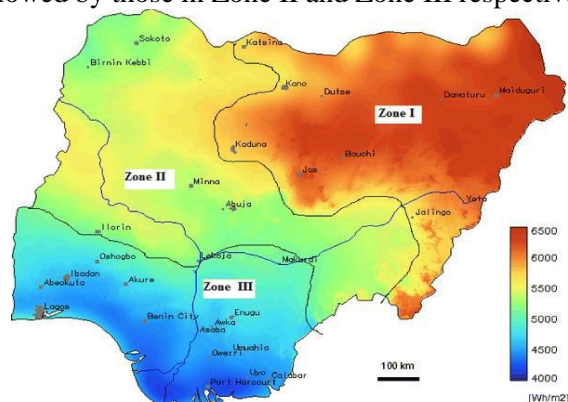 lowed by those in Zone II and Zone III respective
Sokoto
Katsina
Birnin Kebbi
Kano
Dutse
Damaturu
Maiduguri
Zone I
Kaduna
Bauchi
Jos
Zone II
Minna
Abuja
Yola
Jalingo
Ilorin
Oshogbo
Lokoja
Makurdi
Ibadan
Abeokuta
Akure
Zone III
Lagos
Benin City
Enugu
Awka
Asaba
Umuahia
Owerri
Uyo
Calabar
Port Harcourt
100 km
6500
6000
5500
5000
4500
4000
[Wh/m2]